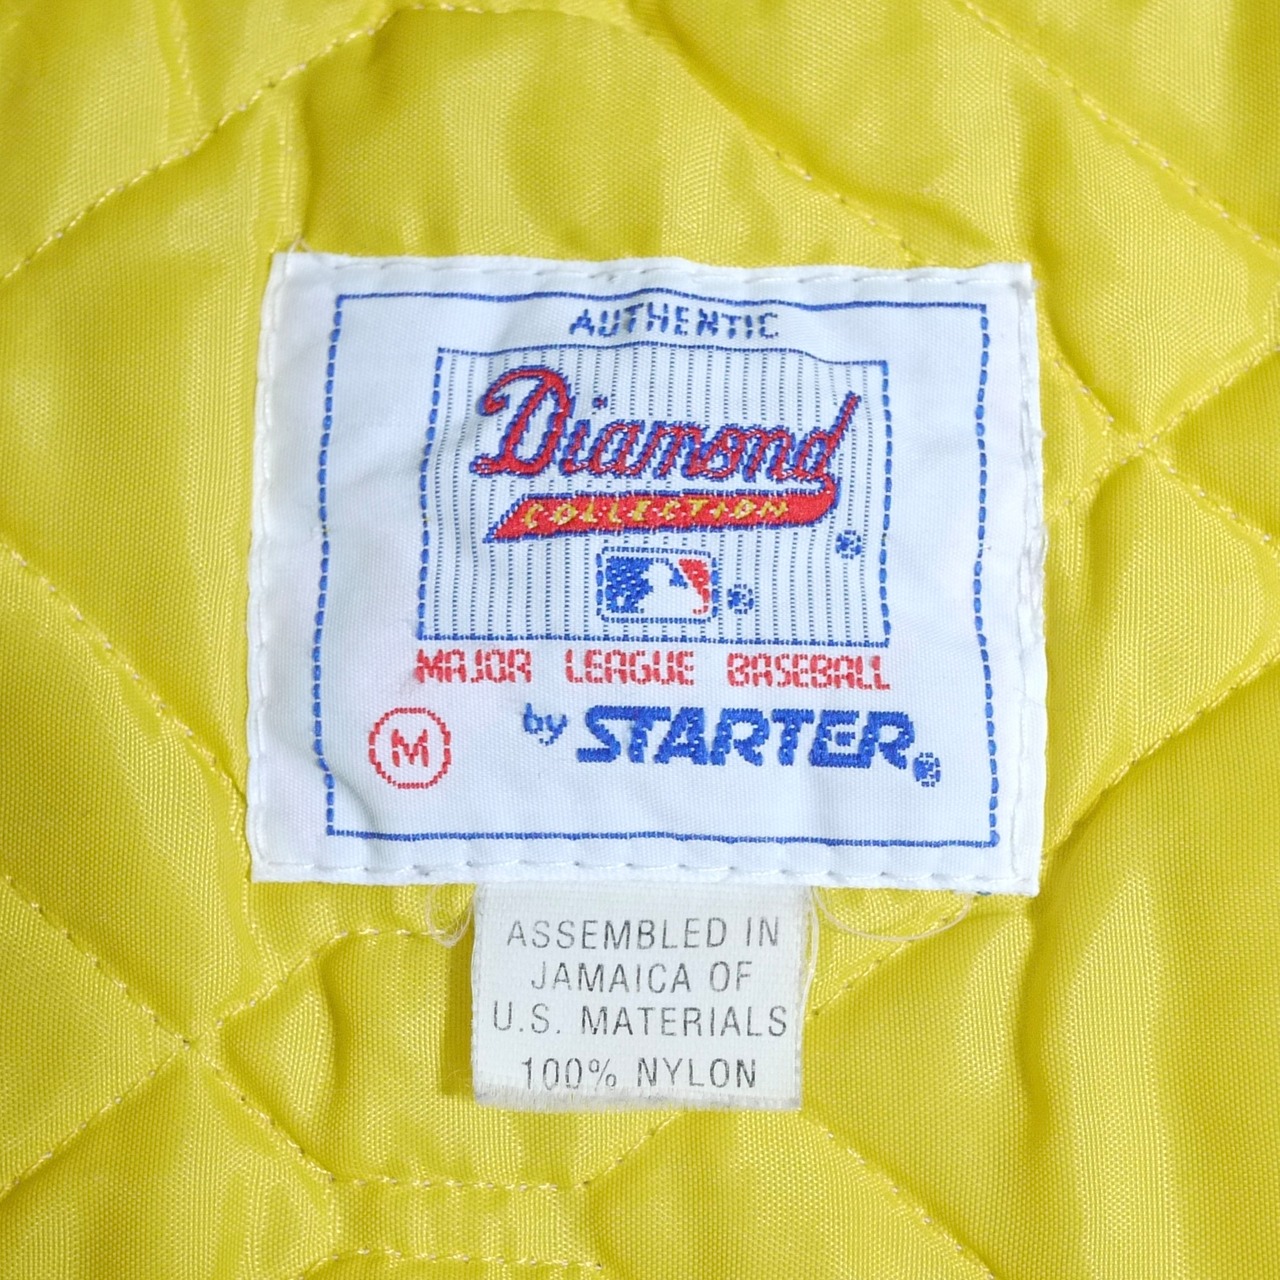 AUTHENTIC
Diamond
COLLECTION
®
®
MAJOR LEAGUE BASEBALL
M by STARTER®
ASSEMBLED IN
JAMAICA OF
U.S. MATERIALS
100% NYLON